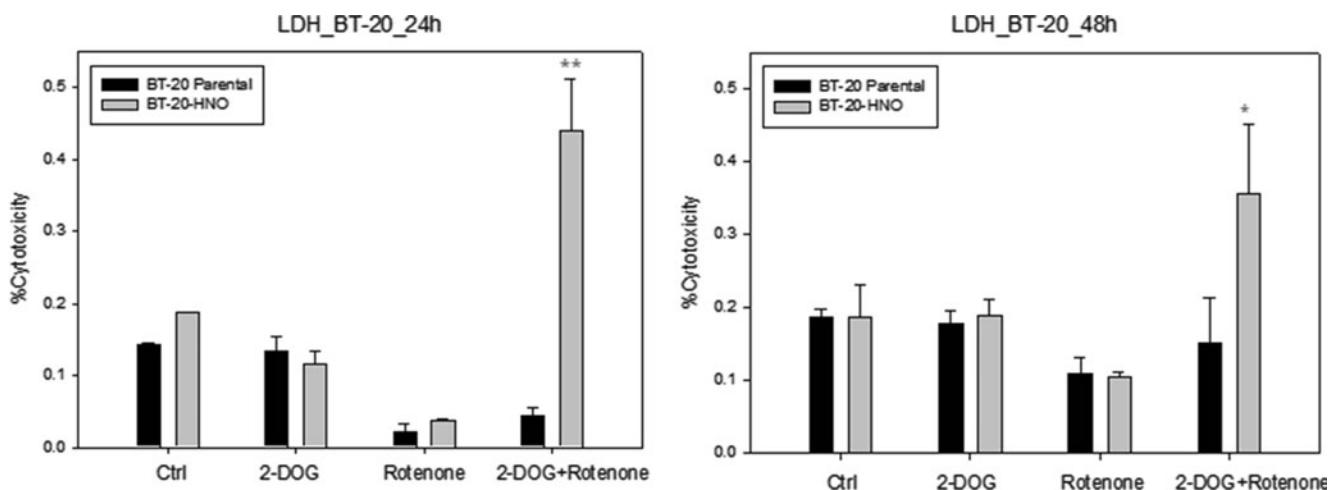 LDH_BT-20_24h
BT-20 Parental
BT-20-HNO
**
%Cytotoxicity
0.5
0.4
0.3
0.2
0.1
0.0
Ctrl 2-DOG Rotenone 2-DOG+Rotenone
LDH_BT-20_48h
BT-20 Parental
BT-20-HNO
*
%Cytotoxicity
0.5
0.4
0.3
0.2
0.1
0.0
Ctrl 2-DOG Rotenone 2-DOG+Rotenone